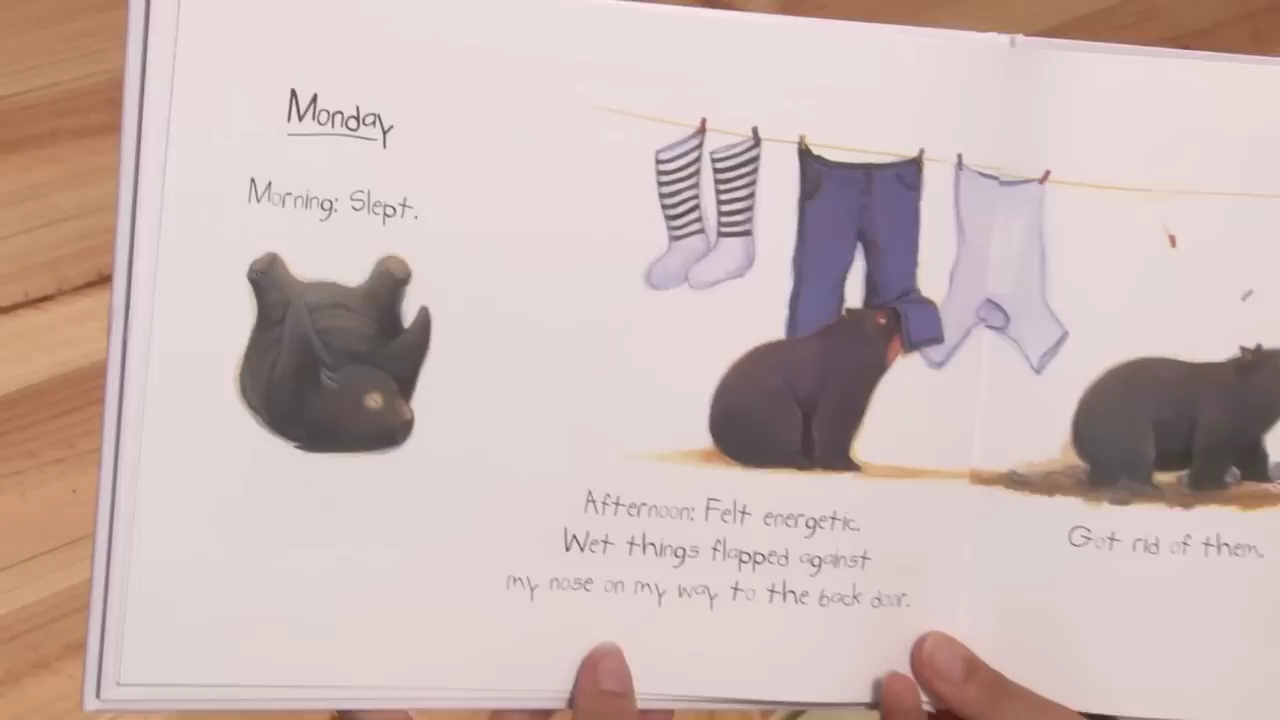 Monday
Morning: Slept.
Afternoon: Felt energetic.
Wet things flapped against
my nose on my way to the back door.
Got rid of them.